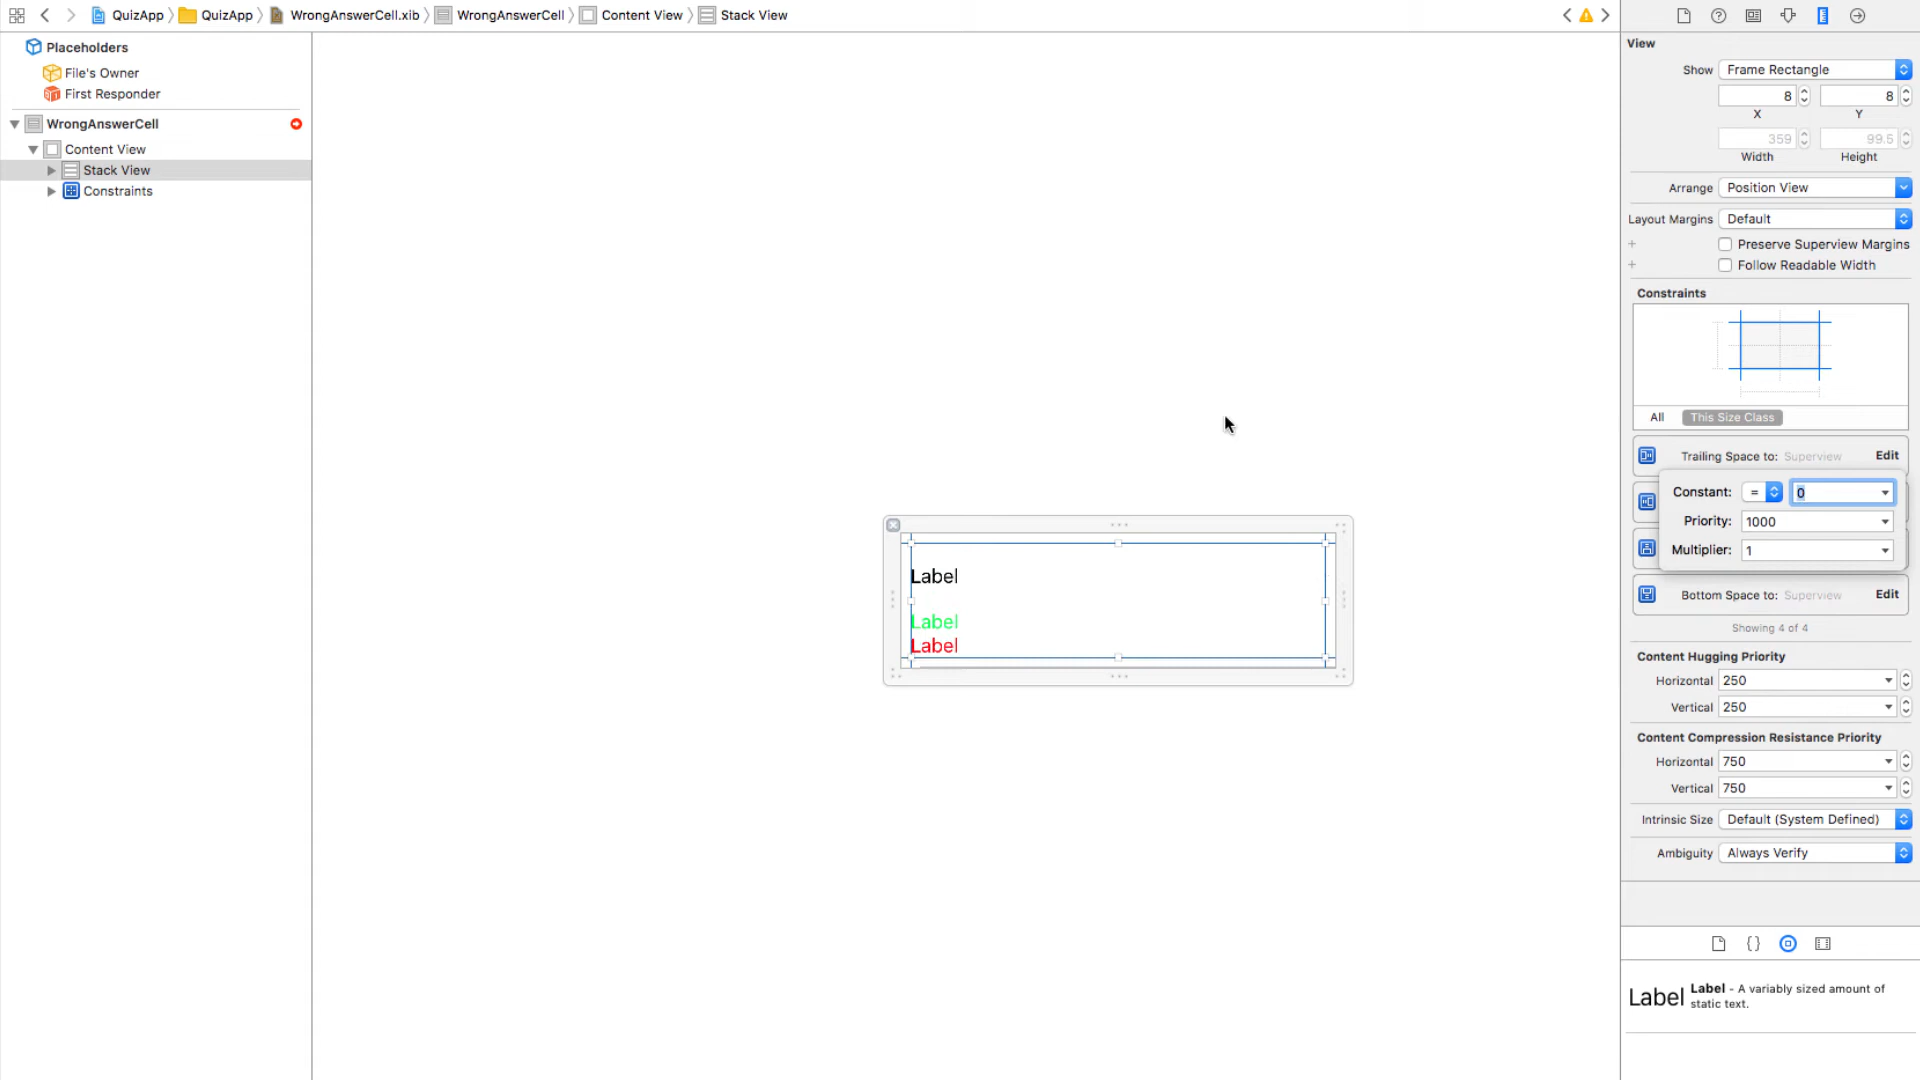 QuizApp
QuizApp
WrongAnswerCell.xib
WrongAnswerCell
Content View
Stack View
Placeholders
File's Owner
First Responder
WrongAnswerCell
Content View
Stack View
Constraints
Label
Label
Label
View
Show
Frame Rectangle
8
8
X
Y
359
99.5
Width
Height
Arrange
Position View
Layout Margins
Default
Preserve Superview Margins
Follow Readable Width
Constraints
All
This Size Class
Trailing Space to: Superview
Edit
Constant:
=
0
Priority:
1000
Multiplier:
1
Bottom Space to: Superview
Edit
Showing 4 of 4
Content Hugging Priority
Horizontal
250
Vertical
250
Content Compression Resistance Priority
Horizontal
750
Vertical
750
Intrinsic Size
Default (System Defined)
Ambiguity
Always Verify
Label
Label - A variably sized amount of
static text.